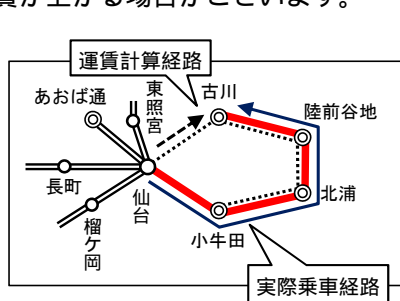 賃が上がる場合がございます。
運賃計算経路
あおば通
東照宮
古川
陸前谷地
長町
仙台
榴ケ岡
北浦
小牛田
実際乗車経路